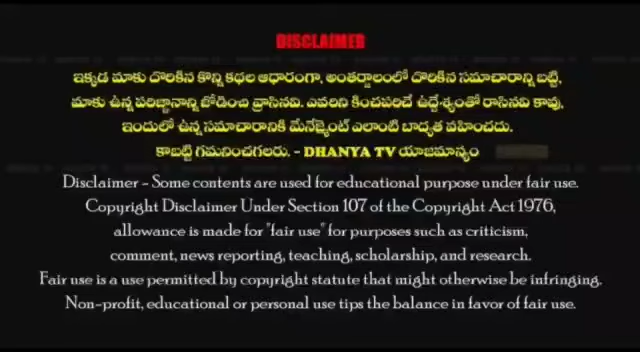 DISCLAIMER
ఇక్కడ మాకు దొరికిన కొన్ని కథల ఆధారంగా, అంతర్జాలంలో దొరికిన సమాచారాన్ని బట్టి,
మాకు ఉన్న పరిజ్ఞానాన్ని జోడించి వ్రాసినవి. ఎవరిని కించపరిచే ఉద్దేశ్యంతో రాసినవి కావు,
ఇందులో ఉన్న సమాచారానికి మేనేజ్మెంట్ ఎలాంటి బాధ్యత వహించదు.
కాబట్టి గమనించగలరు. - DHANYA TV యాజమాన్యం
Disclaimer - Some contents are used for educational purpose under fair use.
Copyright Disclaimer Under Section 107 of the Copyright Act 1976,
allowance is made for "fair use" for purposes such as criticism,
comment, news reporting, teaching, scholarship, and research.
Fair use is a use permitted by copyright statute that might otherwise be infringing.
Non-profit, educational or personal use tips the balance in favor of fair use.